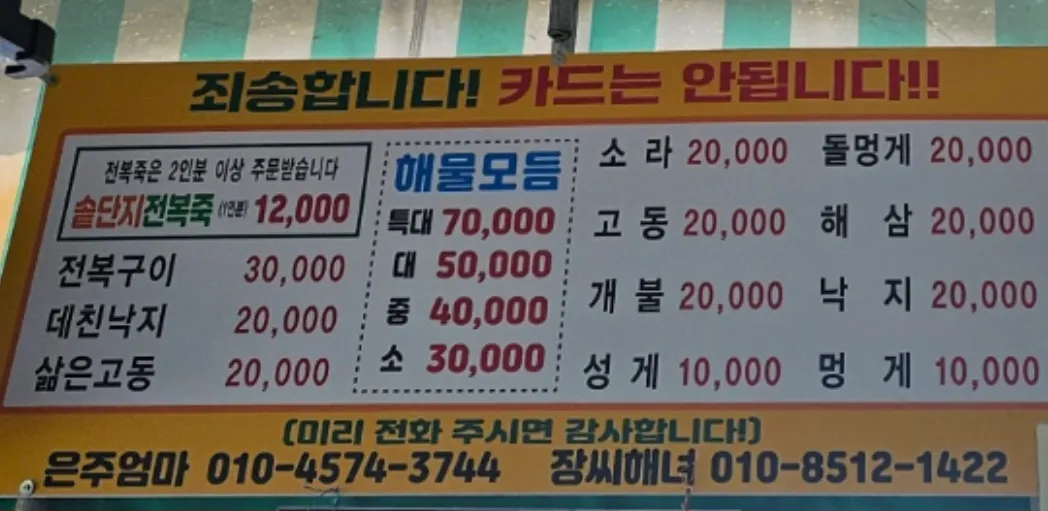 죄송합니다! 카드는 안됩니다!!
전복죽은 2인분 이상 주문받습니다
솥단지전복죽 (1인분) 12,000
전복구이 30,000
데친낙지 20,000
삶은고동 20,000
해물모듬
특대 70,000
대 50,000
중 40,000
소 30,000
소라 20,000
고동 20,000
개불 20,000
성게 10,000
돌멍게 20,000
해삼 20,000
낙지 20,000
멍게 10,000
(미리 전화 주시면 감사합니다!)
은주엄마 010-4574-3744 장씨해녀 010-8512-1422